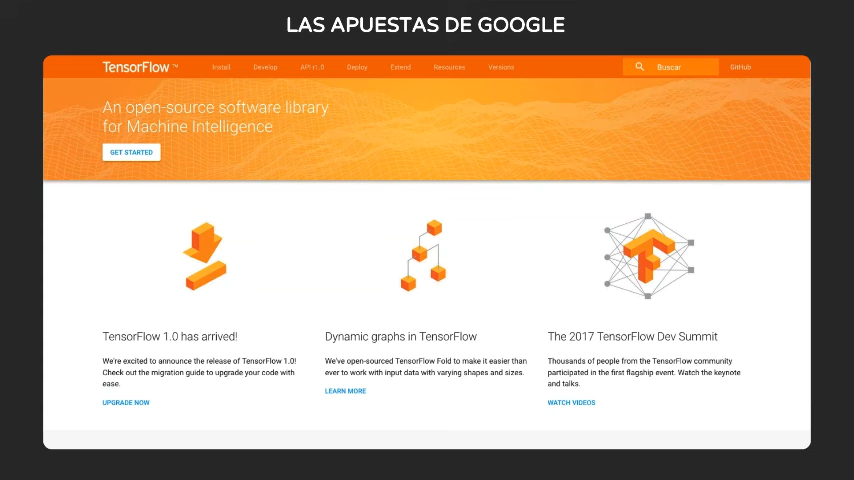 LAS APUESTAS DE GOOGLE
TensorFlow™ Install Develop API r1.0 Deploy Extend Resources Versions Buscar GitHub
An open-source software library
for Machine Intelligence
GET STARTED
TensorFlow 1.0 has arrived!
We're excited to announce the release of TensorFlow 1.0!
Check out the migration guide to upgrade your code with
ease.
UPGRADE NOW
Dynamic graphs in TensorFlow
We've open-sourced TensorFlow Fold to make it easier than
ever to work with input data with varying shapes and sizes.
LEARN MORE
The 2017 TensorFlow Dev Summit
Thousands of people from the TensorFlow community
participated in the first flagship event. Watch the keynote
and talks.
WATCH VIDEOS